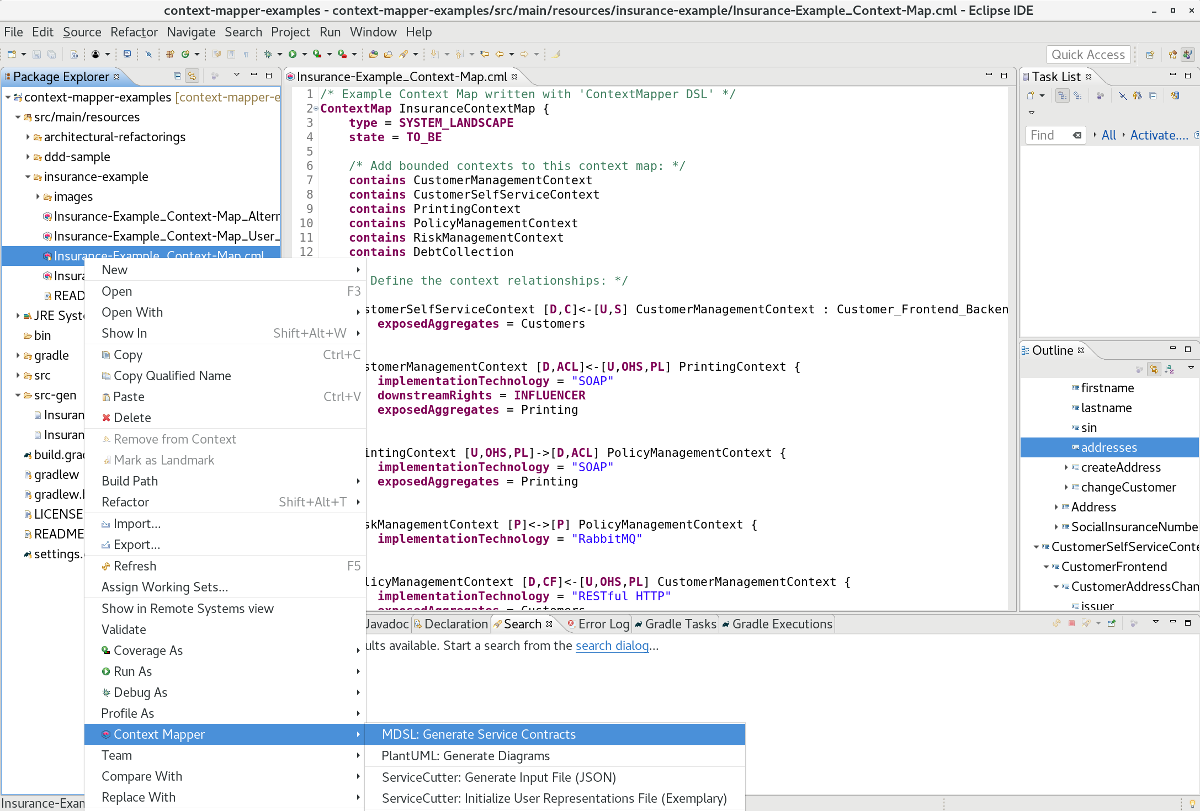 context-mapper-examples - context-mapper-examples/src/main/resources/insurance-example/Insurance-Example_Context-Map.cml - Eclipse IDE
File Edit Source Refactor Navigate Search Project Run Window Help
Quick Access
Package Explorer
context-mapper-examples [context-mapper-e
src/main/resources
architectural-refactorings
ddd-sample
insurance-example
images
Insurance-Example_Context-Map_Altern
Insurance-Example_Context-Map_User_
Insurance-Example_Context-Map.cml
Insura
READ
JRE Syste
bin
gradle
src
src-gen
Insuran
Insuran
build.grad
gradlew
gradlew.b
LICENSE
README
settings.g
Insurance-Exam
New
Open F3
Open With
Show In Shift+Alt+W
Copy Ctrl+C
Copy Qualified Name
Paste Ctrl+V
Delete
Remove from Context
Mark as Landmark
Build Path
Refactor Shift+Alt+T
Import...
Export...
Refresh F5
Assign Working Sets...
Show in Remote Systems view
Validate
Coverage As
Run As
Debug As
Profile As
Context Mapper
Team
Compare With
Replace With
MDSL: Generate Service Contracts
PlantUML: Generate Diagrams
ServiceCutter: Generate Input File (JSON)
ServiceCutter: Initialize User Representations File (Exemplary)
Insurance-Example_Context-Map.cml
1 /* Example Context Map written with 'ContextMapper DSL' */
2 ContextMap InsuranceContextMap {
3 type = SYSTEM_LANDSCAPE
4 state = TO_BE
5
6 /* Add bounded contexts to this context map: */
7 contains CustomerManagementContext
8 contains CustomerSelfServiceContext
9 contains PrintingContext
10 contains PolicyManagementContext
11 contains RiskManagementContext
12 contains DebtCollection
Define the context relationships: */
stomerSelfServiceContext [D,C]<-[U,S] CustomerManagementContext : Customer_Frontend_Backen
exposedAggregates = Customers
stomerManagementContext [D,ACL]<-[U,OHS,PL] PrintingContext {
implementationTechnology = "SOAP"
downstreamRights = INFLUENCER
exposedAggregates = Printing
intingContext [U,OHS,PL]->[D,ACL] PolicyManagementContext {
implementationTechnology = "SOAP"
exposedAggregates = Printing
skManagementContext [P]<->[P] PolicyManagementContext {
implementationTechnology = "RabbitMQ"
licyManagementContext [D,CF]<-[U,OHS,PL] CustomerManagementContext {
implementationTechnology = "RESTful HTTP"
exposedAggregates = Customers
Javadoc Declaration Search Error Log Gradle Tasks Gradle Executions
ults available. Start a search from the search dialog...
Task List
Find All Activate...
Outline
firstname
lastname
sin
addresses
createAddress
changeCustomer
Address
SocialInsuranceNumbe
CustomerSelfServiceConte
CustomerFrontend
CustomerAddressChan
issuer